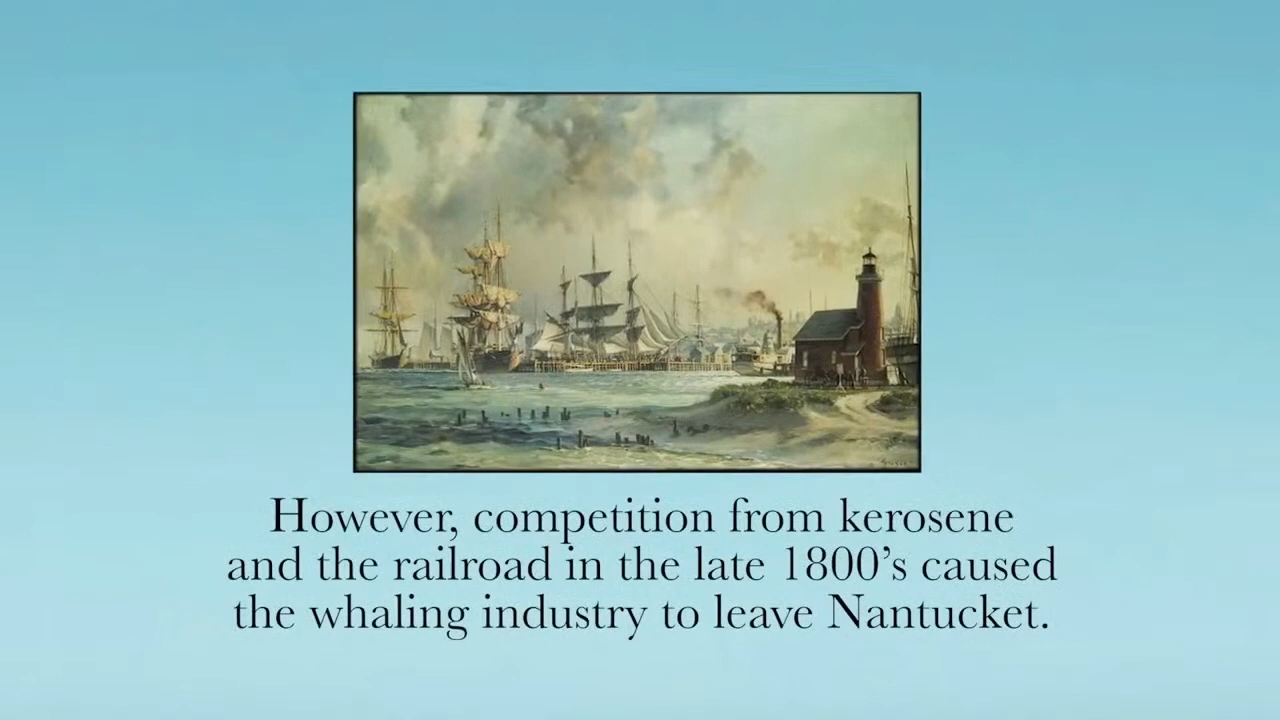 However, competition from kerosene
and the railroad in the late 1800’s caused
the whaling industry to leave Nantucket.